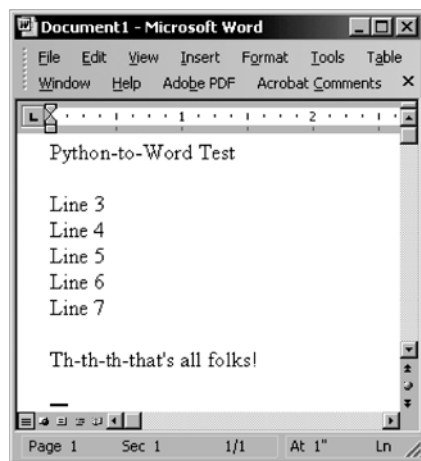 Document1 - Microsoft Word
File Edit View Insert Format Tools Table
Window Help Adobe PDF Acrobat Comments
1 2
Python-to-Word Test
Line 3
Line 4
Line 5
Line 6
Line 7
Th-th-th-that's all folks!
Page 1 Sec 1 1/1 At 1" Ln